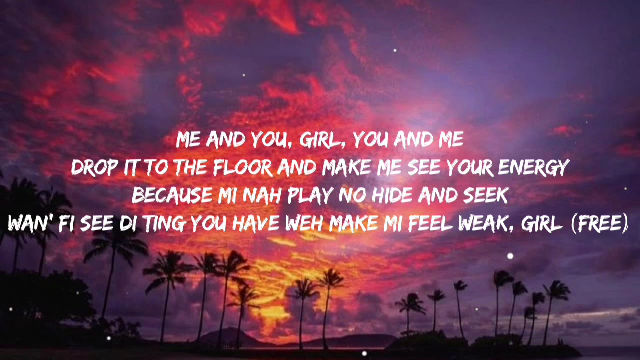 ME AND YOU, GIRL, YOU AND ME
DROP IT TO THE FLOOR AND MAKE ME SEE YOUR ENERGY
BECAUSE MI NAH PLAY NO HIDE AND SEEK
WAN' FI SEE DI TING YOU HAVE WEH MAKE MI FEEL WEAK, GIRL (FREE)